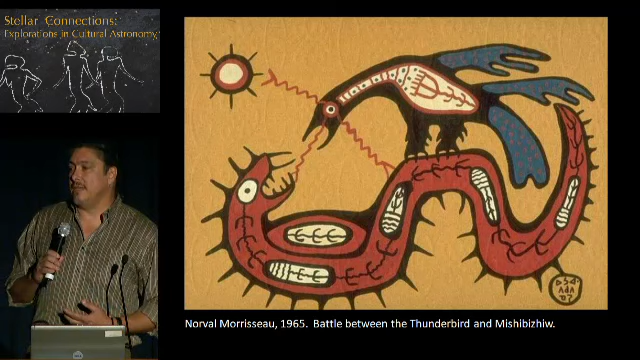 Stellar Connections:
Explorations in Cultural Astronomy
Norval Morrisseau, 1965. Battle between the Thunderbird and Mishibizhiw.